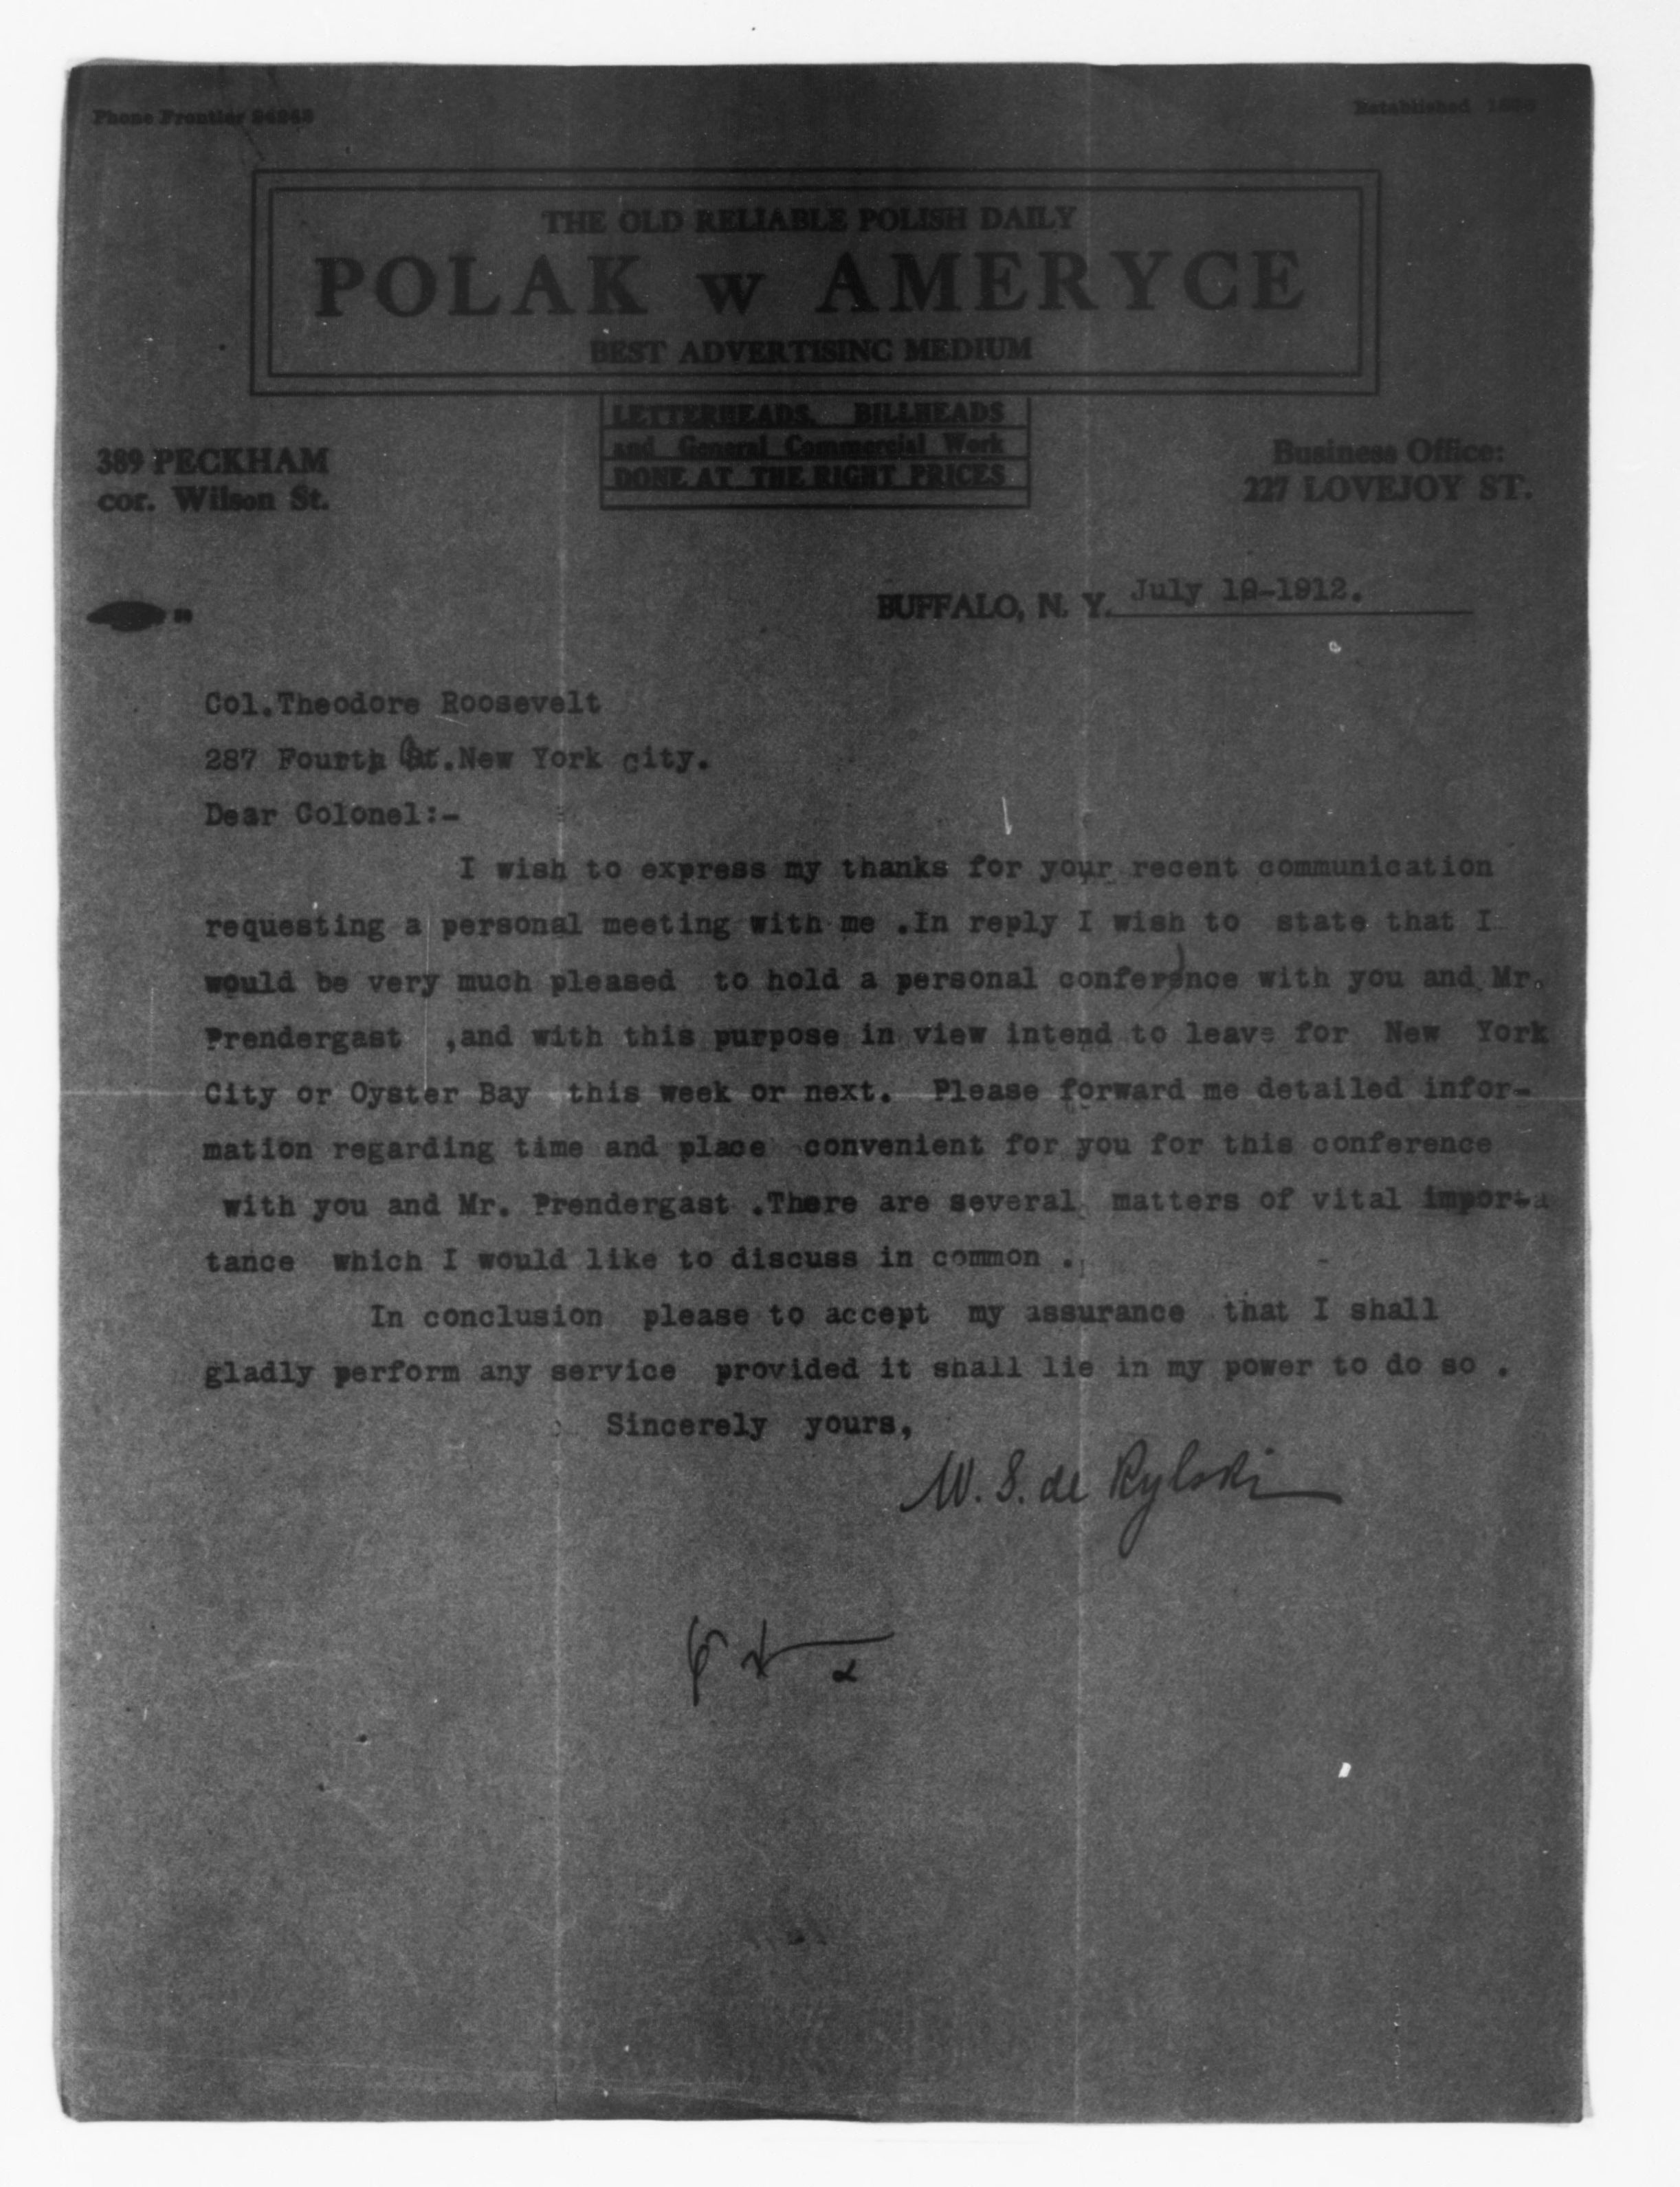 Phone Frontier
Established
THE OLD RELIABLE POLISH DAILY
POLAK w AMERYCE
BEST ADVERTISING MEDIUM
LETTERHEADS, BILLHEADS
and General Commercial Work
DONE AT THE RIGHT PRICES
389 PECKHAM
cor. Wilson St.
Business Office:
227 LOVEJOY ST.
BUFFALO, N. Y. July 19-1912.
Col.Theodore Roosevelt
287 Fourth New York city.
Dear Colonel:-
I wish to express my thanks for your recent communication
requesting a personal meeting with me .In reply I wish to state that I
would be very much pleased to hold a personal conference with you and Mr.
Prendergast ,and with this purpose in view intend to leave for New York
City or Oyster Bay this week or next. Please forward me detailed infor-
mation regarding time and place convenient for you for this conference
with you and Mr. Prendergast .There are several matters of vital impor-
tance which I would like to discuss in common .
In conclusion please to accept my assurance that I shall
gladly perform any service provided it shall lie in my power to do so .
Sincerely yours,
W. S. de Rylski